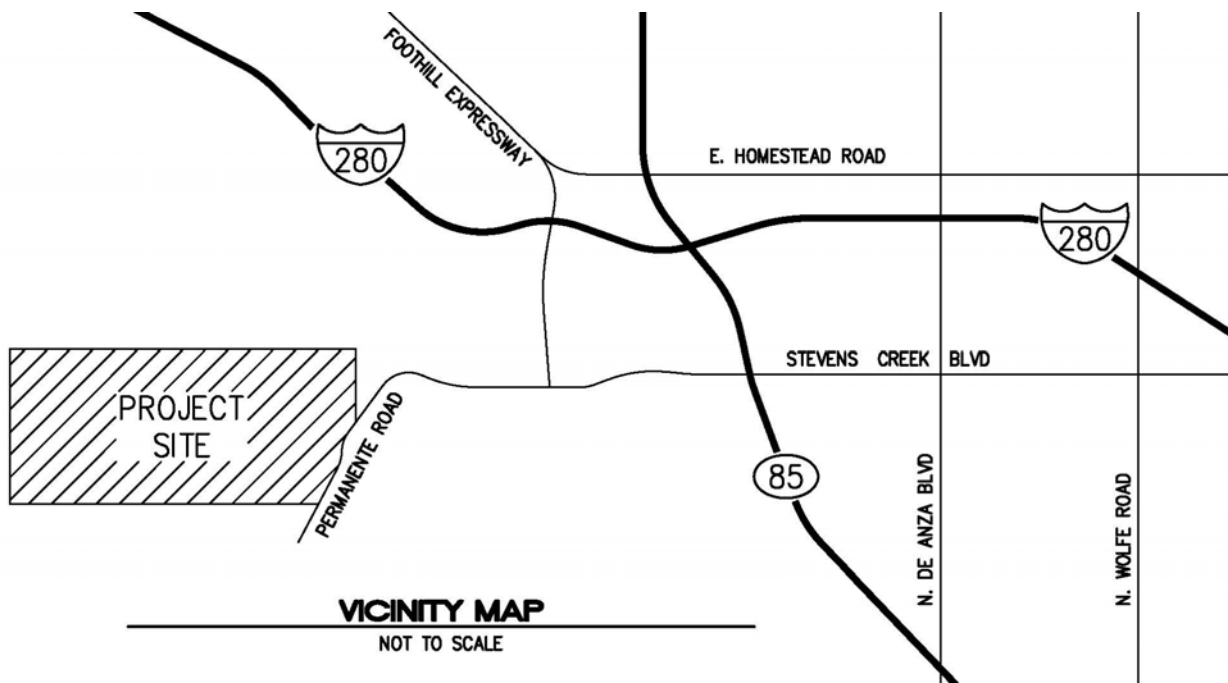 FOOTHILL EXPRESSWAY
280
E. HOMESTEAD ROAD
280
STEVENS CREEK BLVD
PROJECT
SITE
PERMANENTE ROAD
85
N. DE ANZA BLVD
N. WOLFE ROAD
VICINITY MAP
NOT TO SCALE